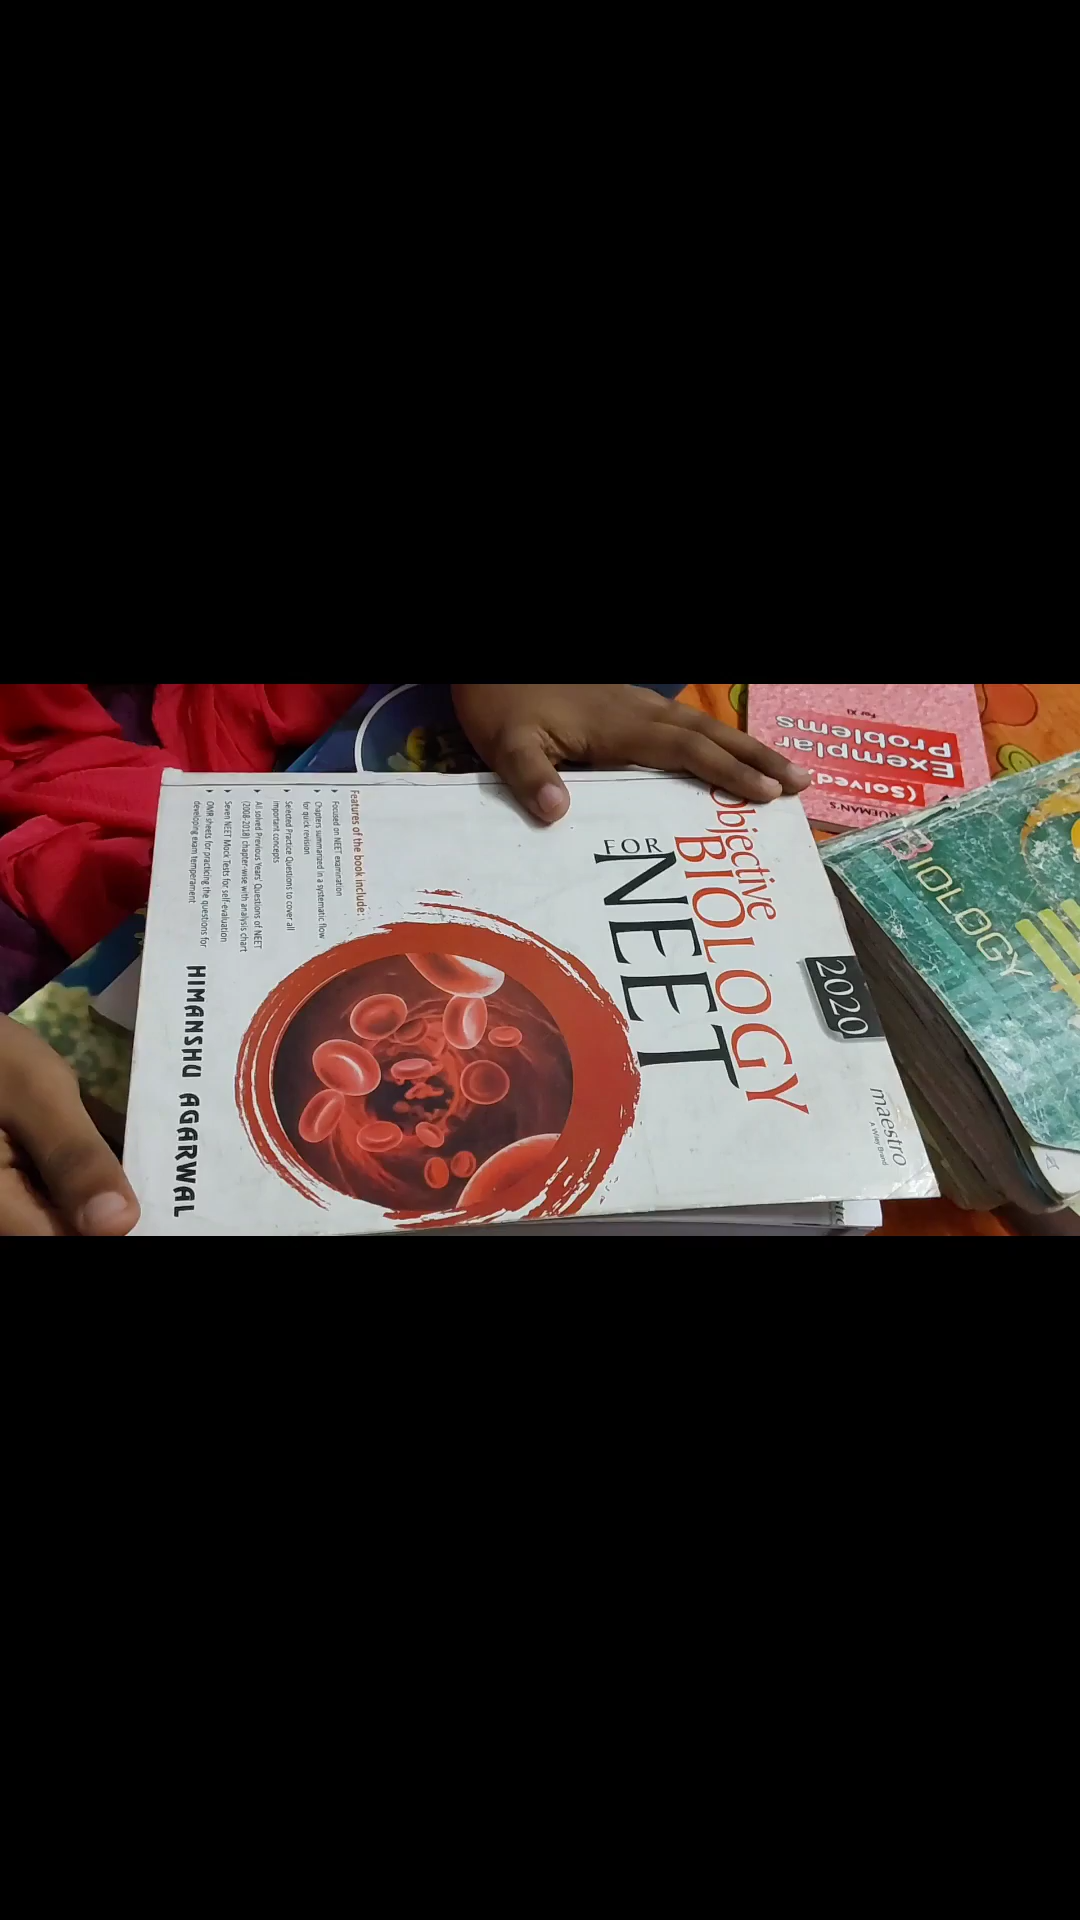 2020
maestro
A Wiley Brand
Objective
BIOLOGY
FOR
NEET
Features of the book include:
Focused on NEET examination
Chapters summarized in a systematic flow
for quick revision
Selected Practice Questions to cover all
important concepts
All solved Previous Years' Questions of NEET
(2008-2018) chapter-wise with analysis chart
Seven NEET Mock Tests for self-evaluation
OMR sheets for practicing the questions for
developing exam temperament
HIMANSHU AGARWAL
RUEMAN'S
(Solved)
Exemplar
Problems
For XI
BIOLOGY